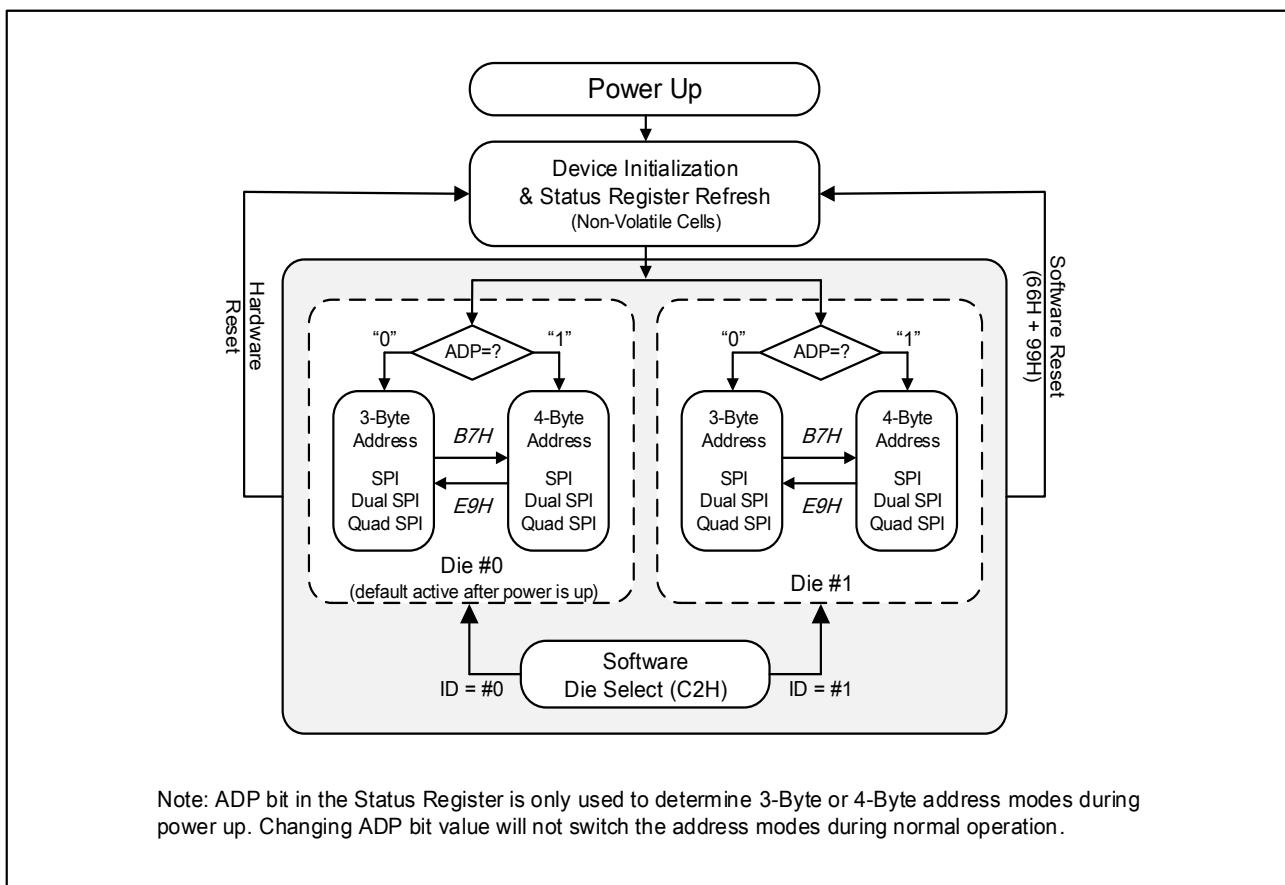 Power Up
Device Initialization
& Status Register Refresh
(Non-Volatile Cells)
Hardware
Reset
Software Reset
(66H + 99H)
“0”
ADP=?
“1”
3-Byte
Address
SPI
Dual SPI
Quad SPI
B7H
E9H
4-Byte
Address
SPI
Dual SPI
Quad SPI
Die #0
(default active after power is up)
“0”
ADP=?
“1”
3-Byte
Address
SPI
Dual SPI
Quad SPI
B7H
E9H
4-Byte
Address
SPI
Dual SPI
Quad SPI
Die #1
ID = #0
Software
Die Select (C2H)
ID = #1
Note: ADP bit in the Status Register is only used to determine 3-Byte or 4-Byte address modes during
power up. Changing ADP bit value will not switch the address modes during normal operation.